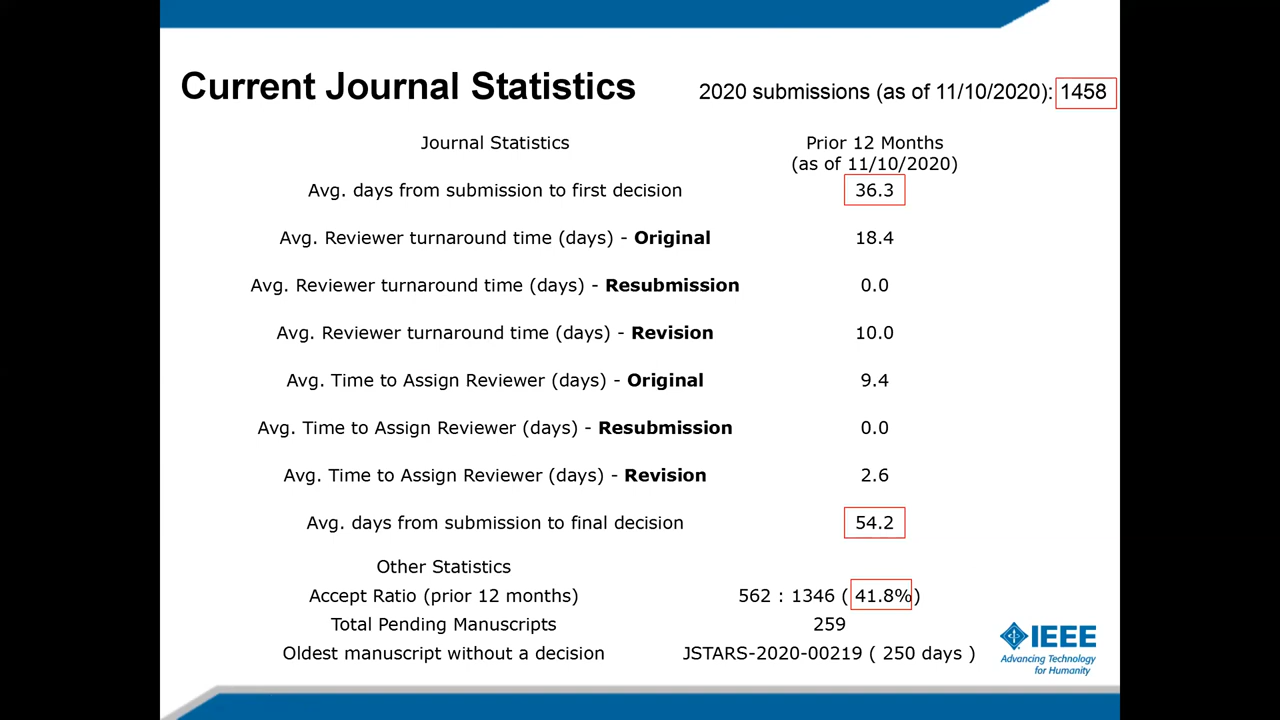 Current Journal Statistics
2020 submissions (as of 11/10/2020): 1458
Journal Statistics
Prior 12 Months
(as of 11/10/2020)
Avg. days from submission to first decision 36.3
Avg. Reviewer turnaround time (days) - Original 18.4
Avg. Reviewer turnaround time (days) - Resubmission 0.0
Avg. Reviewer turnaround time (days) - Revision 10.0
Avg. Time to Assign Reviewer (days) - Original 9.4
Avg. Time to Assign Reviewer (days) - Resubmission 0.0
Avg. Time to Assign Reviewer (days) - Revision 2.6
Avg. days from submission to final decision 54.2
Other Statistics
Accept Ratio (prior 12 months) 562 : 1346 ( 41.8%)
Total Pending Manuscripts 259
Oldest manuscript without a decision JSTARS-2020-00219 ( 250 days )
IEEE
Advancing Technology
for Humanity